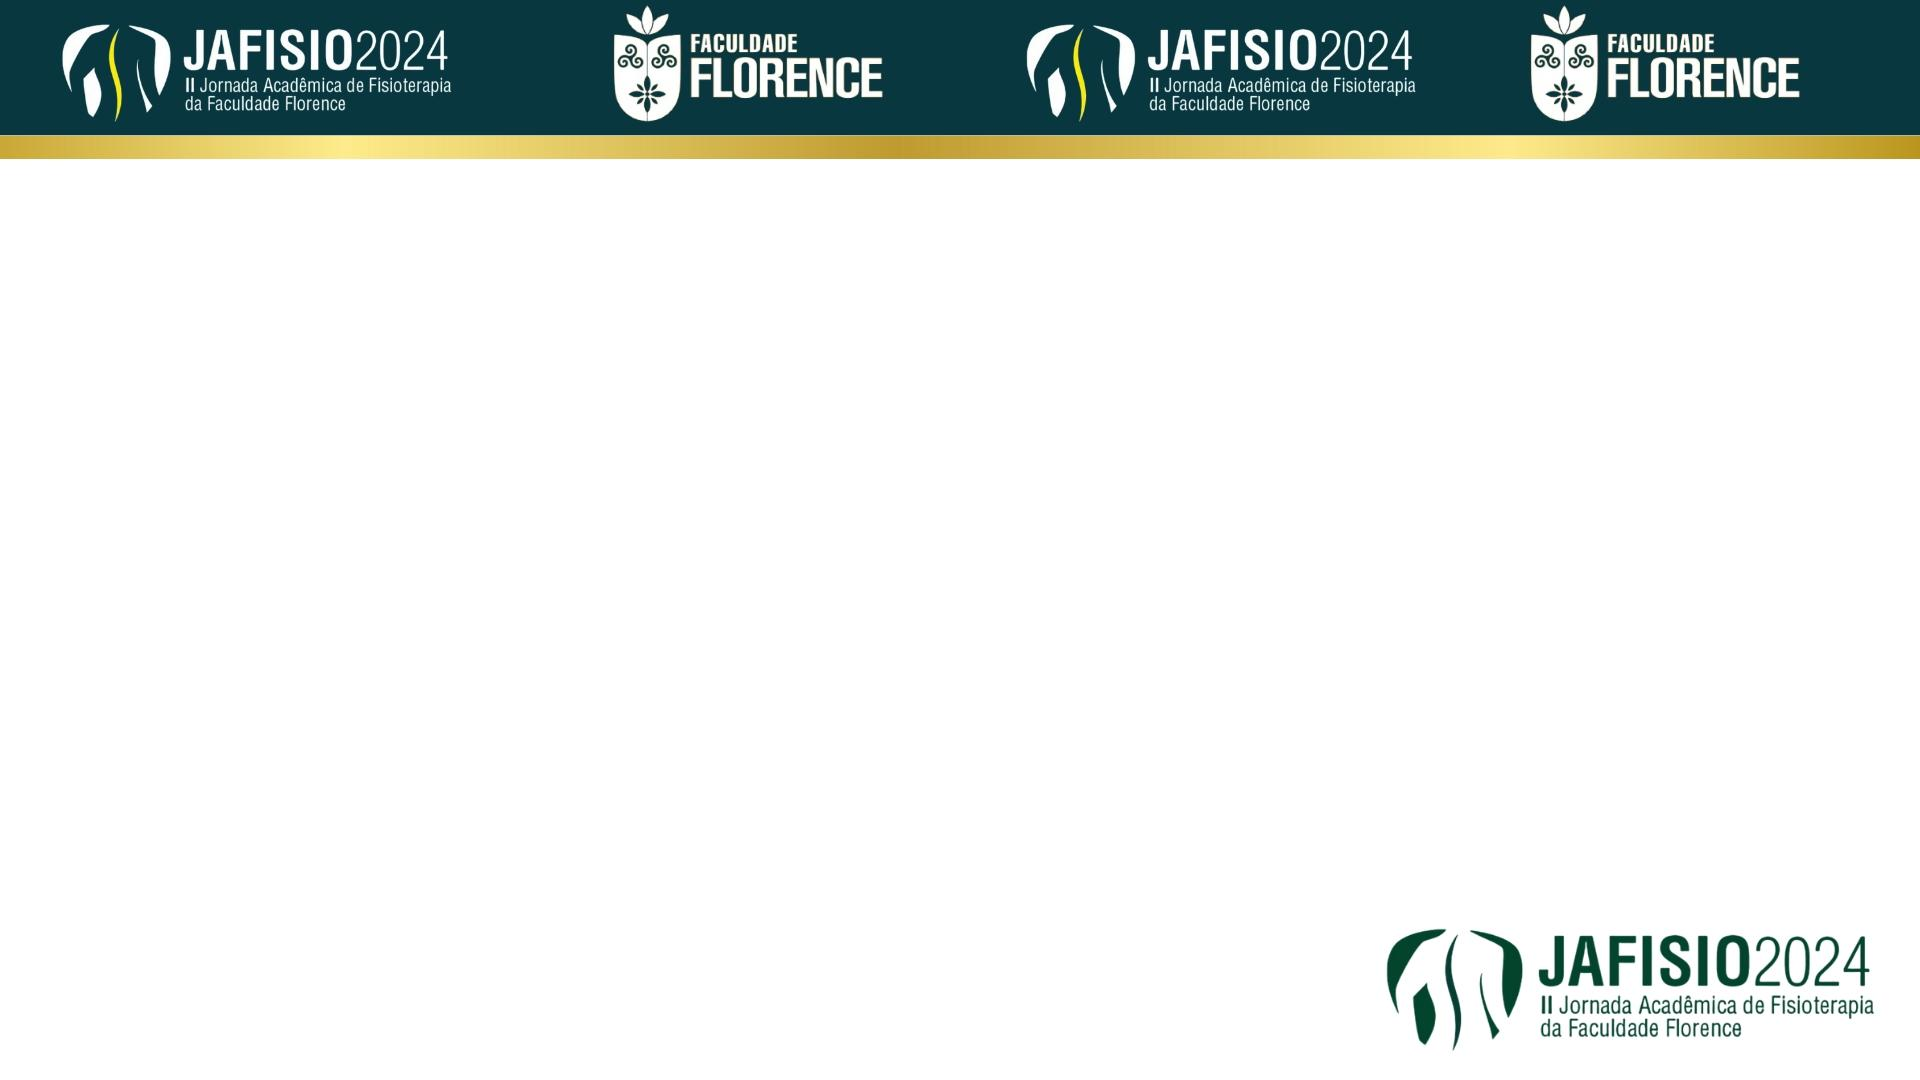 JAFISIO2024
II Jornada Acadêmica de Fisioterapia
da Faculdade Florence
FACULDADE
FLORENCE
JAFISIO2024
II Jornada Acadêmica de Fisioterapia
da Faculdade Florence
FACULDADE
FLORENCE
JAFISIO2024
II Jornada Acadêmica de Fisioterapia
da Faculdade Florence